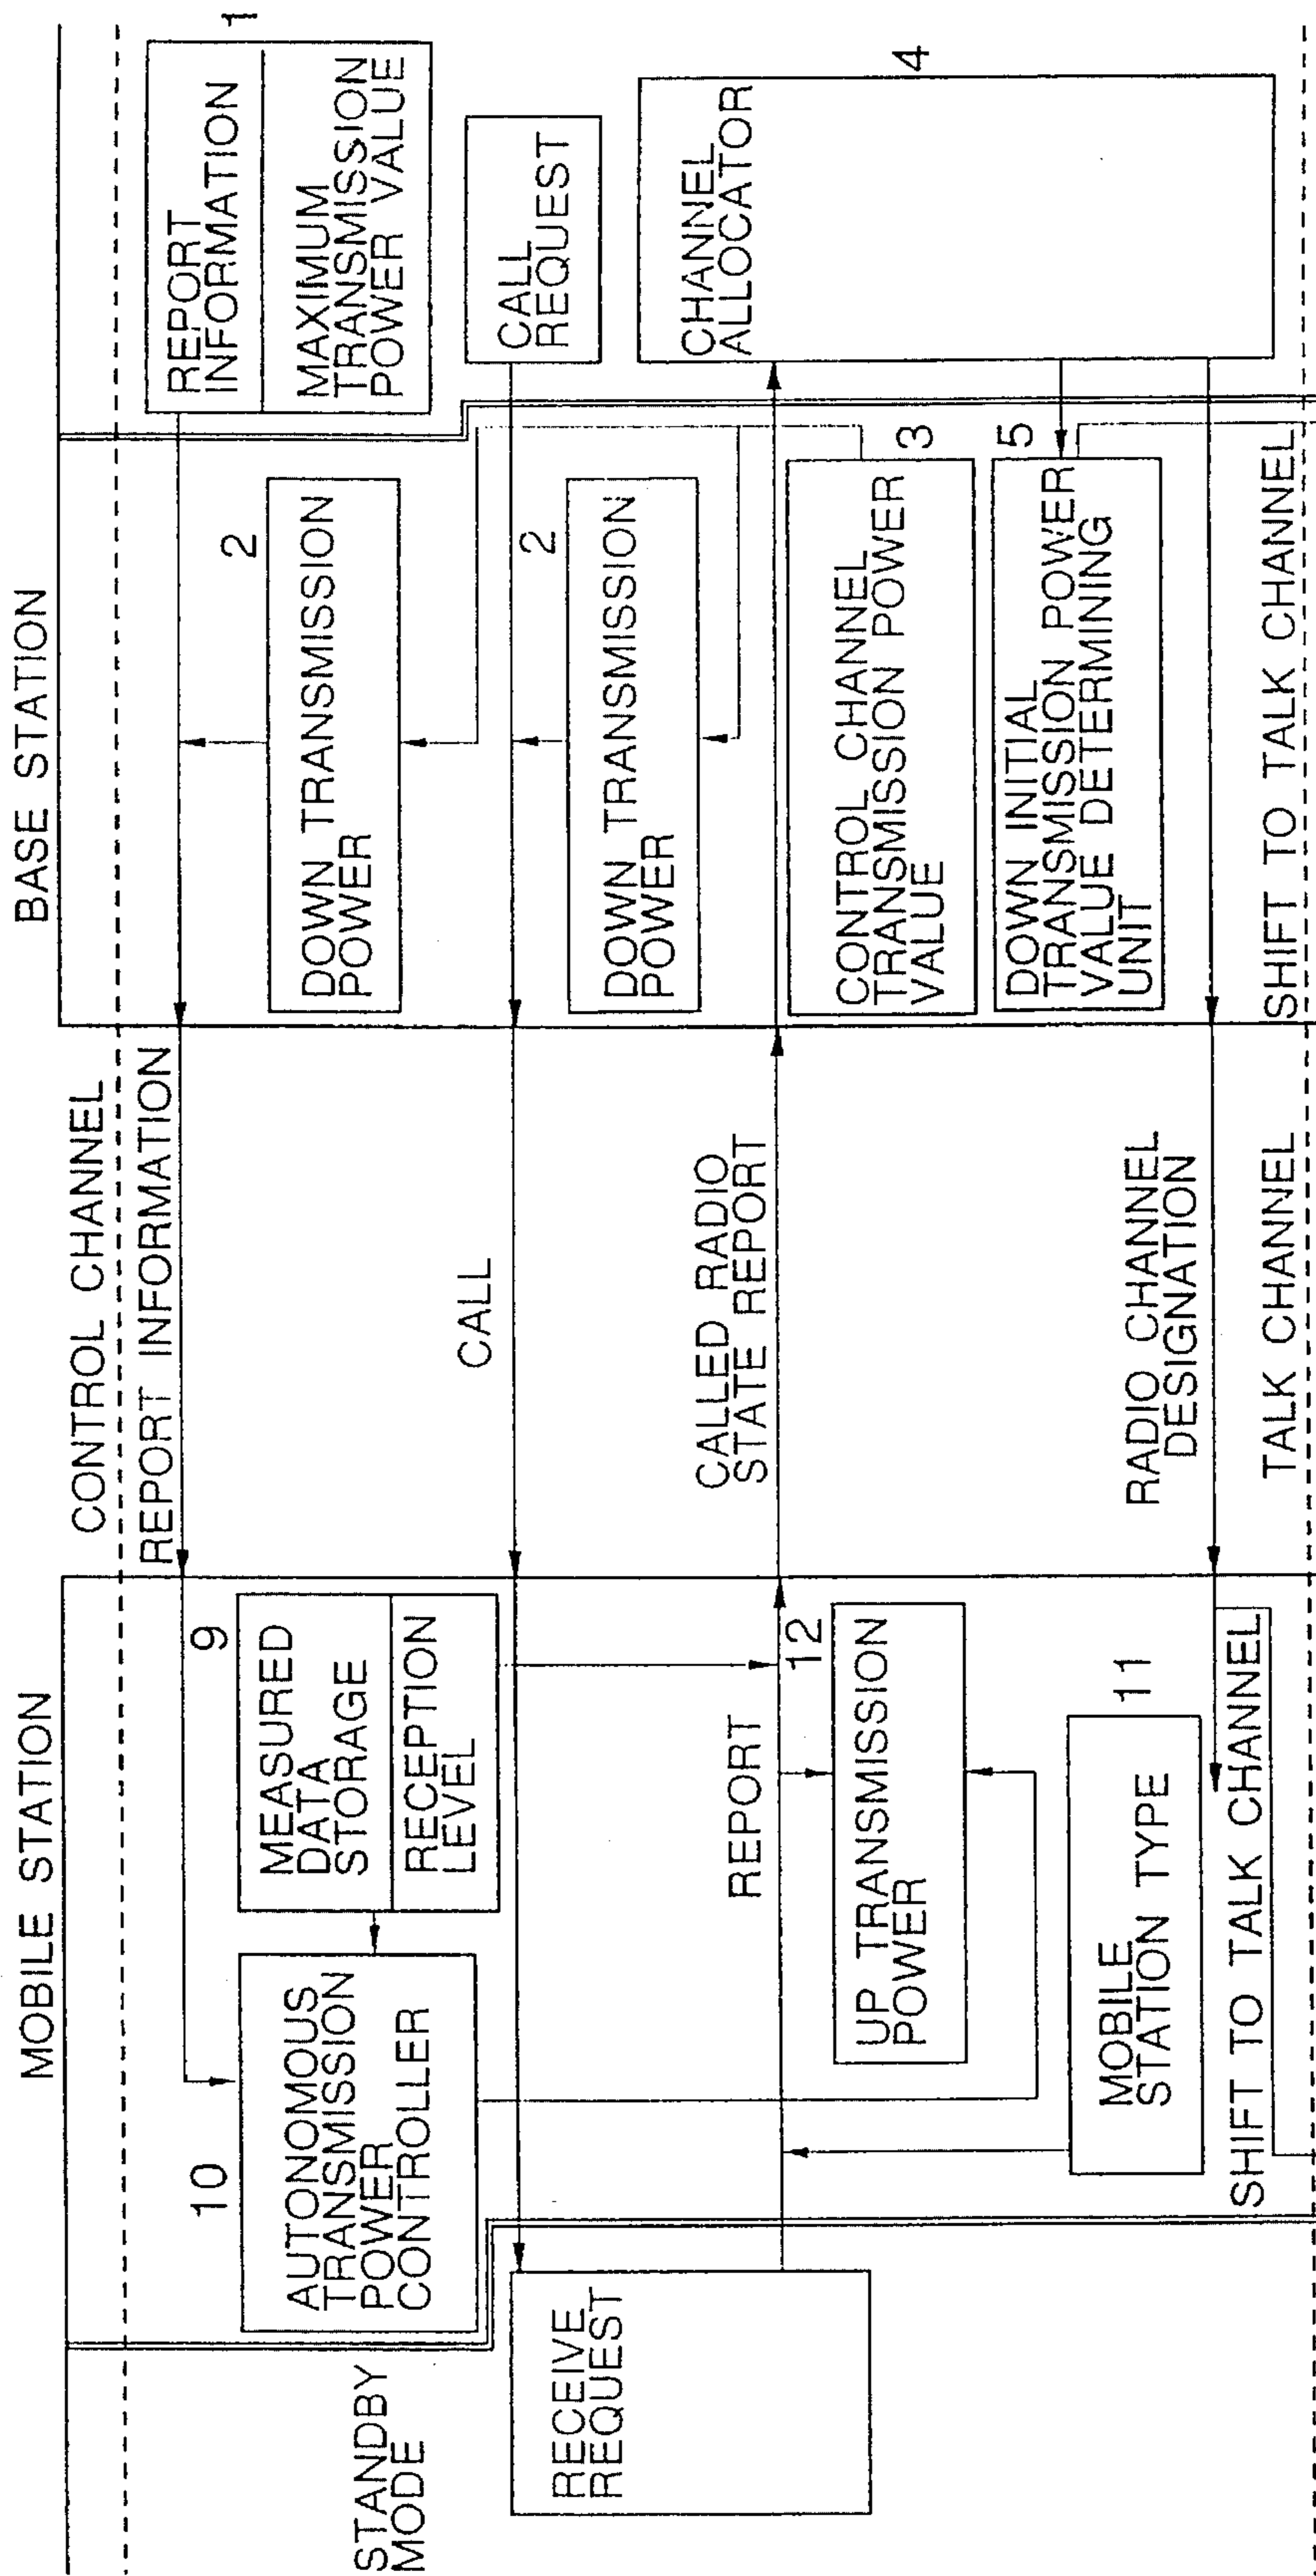 MOBILE STATION
BASE STATION
CONTROL CHANNEL
REPORT INFORMATION
1
REPORT
INFORMATION
MAXIMUM
TRANSMISSION
POWER VALUE
STANDBY
MODE
10
AUTONOMOUS
TRANSMISSION
POWER
CONTROLLER
9
MEASURED
DATA
STORAGE
RECEPTION
LEVEL
2
DOWN TRANSMISSION
POWER
CALL
CALL
REQUEST
RECEIVE
REQUEST
2
DOWN TRANSMISSION
POWER
REPORT
CALLED RADIO
STATE REPORT
CHANNEL
ALLOCATOR
4
12
UP TRANSMISSION
POWER
3
CONTROL CHANNEL
TRANSMISSION POWER
VALUE
11
MOBILE
STATION TYPE
5
DOWN INITIAL
TRANSMISSION POWER
VALUE DETERMINING
UNIT
RADIO CHANNEL
DESIGNATION
SHIFT TO TALK CHANNEL
TALK CHANNEL
SHIFT TO TALK CHANNEL